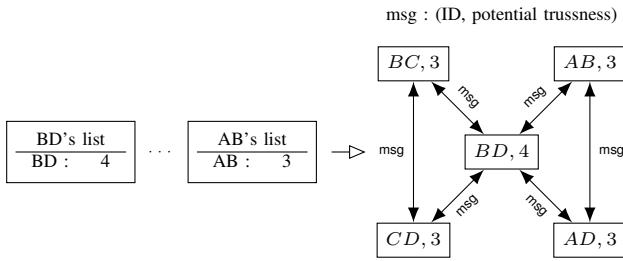 msg : (ID, potential trussness)
BC, 3
AB, 3
msg
msg
BD's list
BD : 4
. . .
AB's list
AB : 3
msg
BD, 4
msg
msg
msg
CD, 3
AD, 3